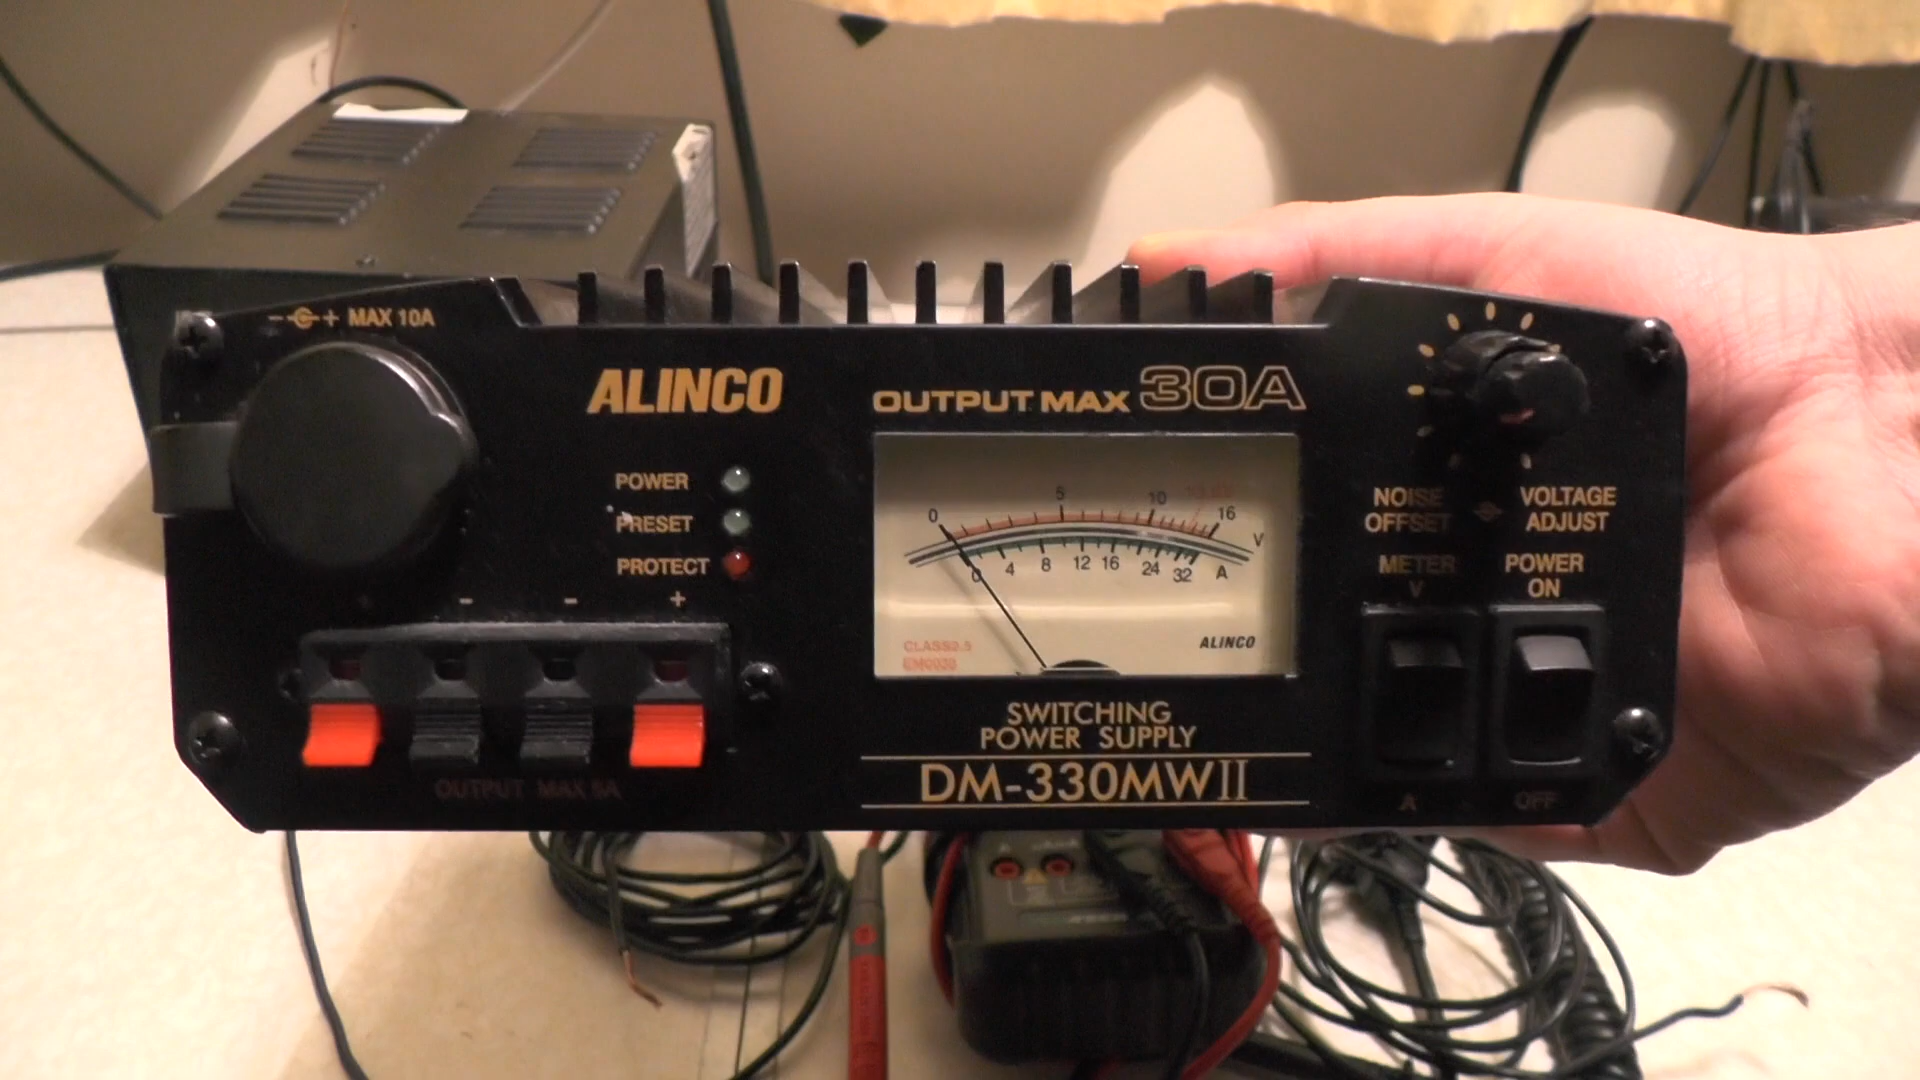 MAX 10A
ALINCO
OUTPUT MAX 30A
POWER
PRESET
PROTECT
0 5 10 16
V
0 4 8 12 16 24 32 A
CLASS2.5
ALINCO
NOISE OFFSET
VOLTAGE ADJUST
METER
V
POWER
ON
- + - - +
OUTPUT MAX 5A
SWITCHING
POWER SUPPLY
DM-330MWII
A
OFF